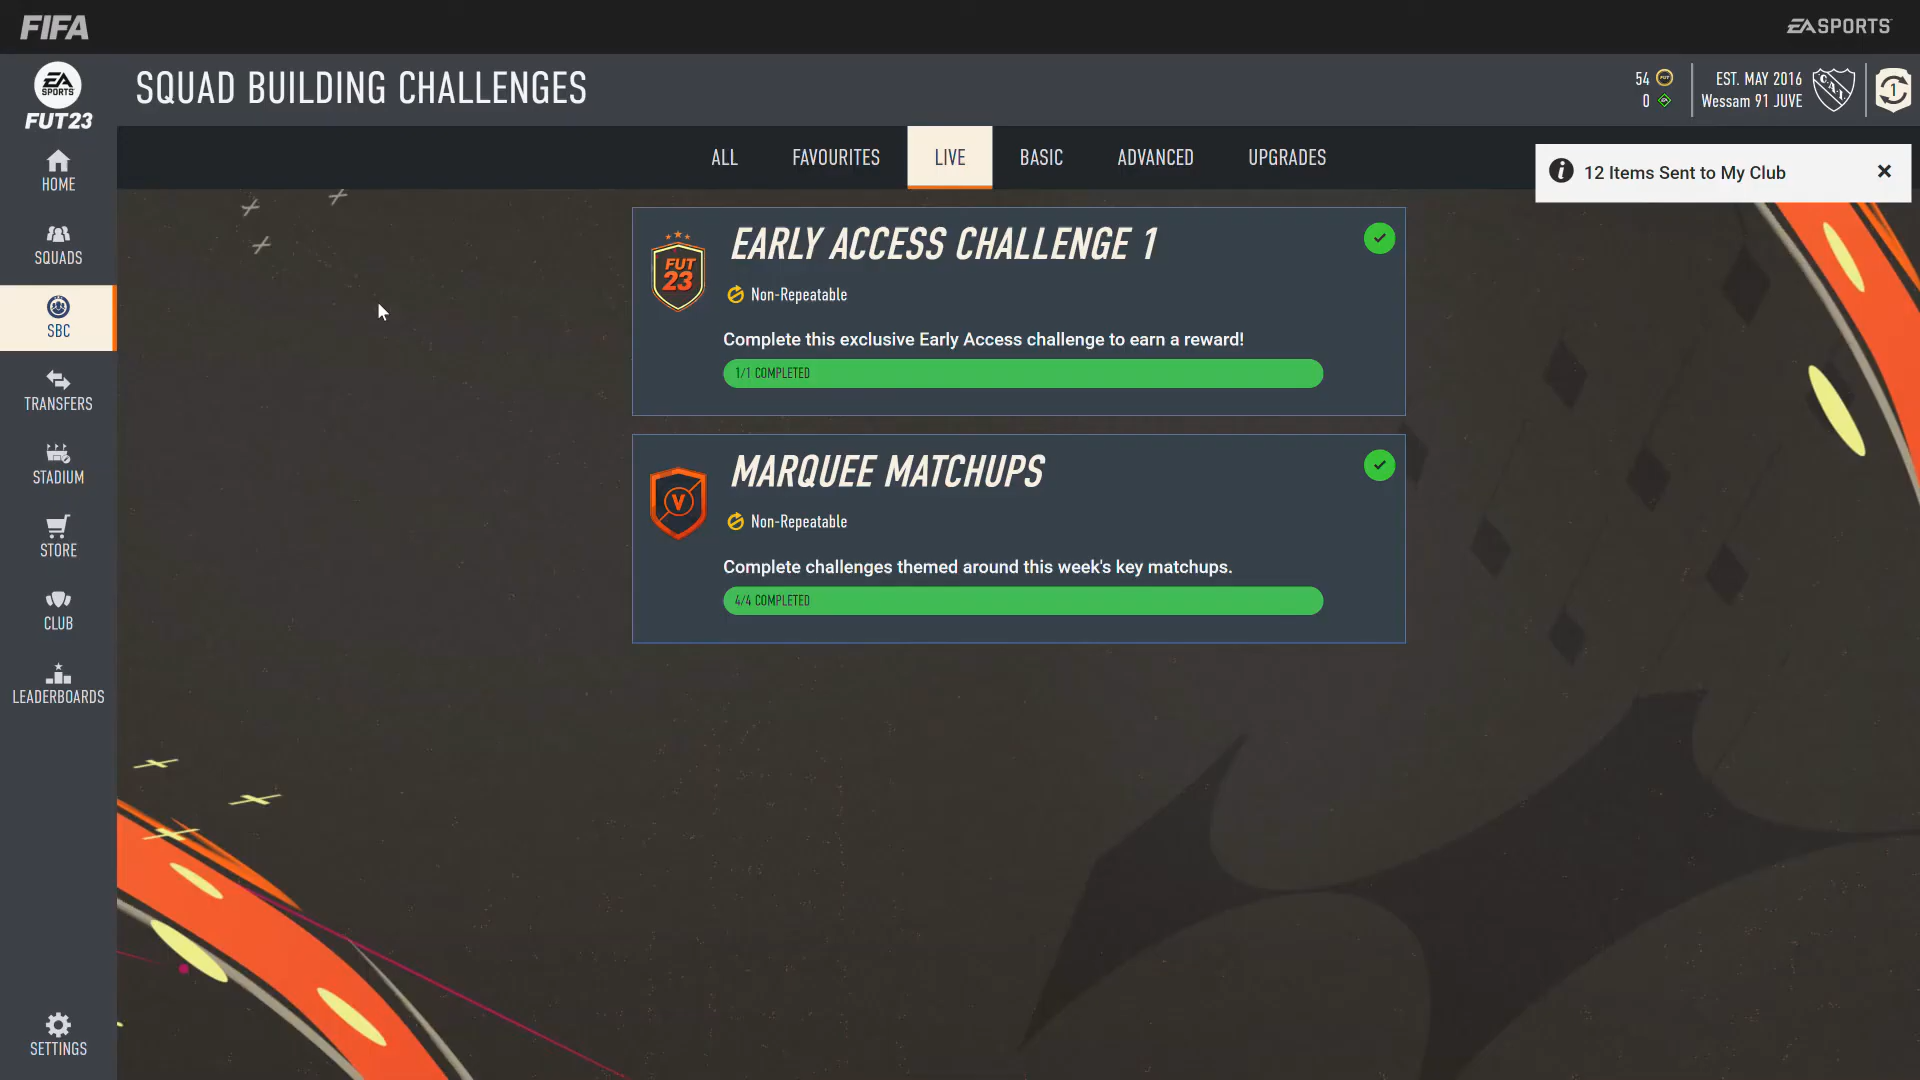 FIFA
EA SPORTS
EA SPORTS
FUT23
SQUAD BUILDING CHALLENGES
54
0
EST. MAY 2016
Wessam 91 JUVE
C.A.I.
1
HOME
SQUADS
SBC
TRANSFERS
STADIUM
STORE
CLUB
LEADERBOARDS
SETTINGS
ALL
FAVOURITES
LIVE
BASIC
ADVANCED
UPGRADES
12 Items Sent to My Club
FUT
23
EARLY ACCESS CHALLENGE 1
Non-Repeatable
Complete this exclusive Early Access challenge to earn a reward!
1/1 COMPLETED
V
MARQUEE MATCHUPS
Non-Repeatable
Complete challenges themed around this week's key matchups.
4/4 COMPLETED